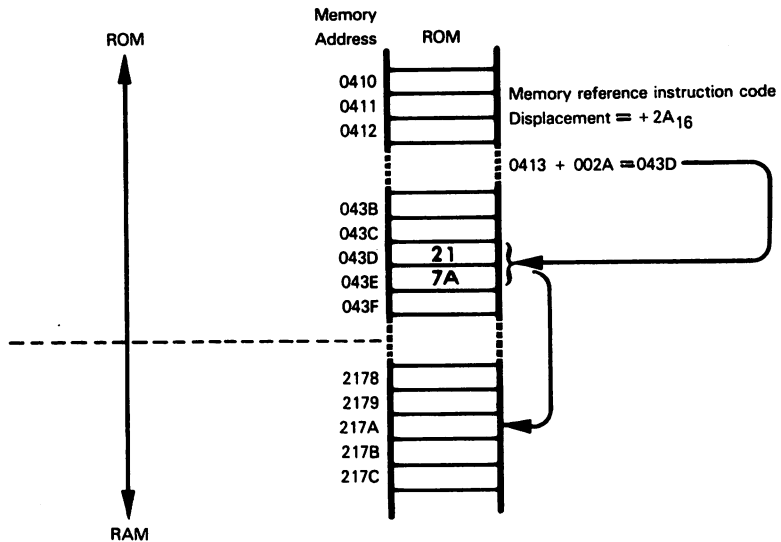 Memory
Address
ROM
ROM
0410
0411
0412
Memory reference instruction code
Displacement = + 2A16
0413 + 002A = 043D
043B
043C
043D 21
043E 7A
043F
2178
2179
217A
217B
217C
RAM